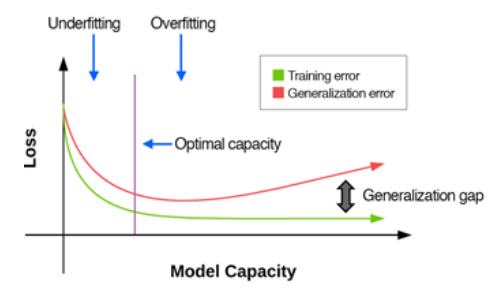 Underfitting
Overfitting
Training error
Generalization error
Loss
Optimal capacity
Generalization gap
Model Capacity